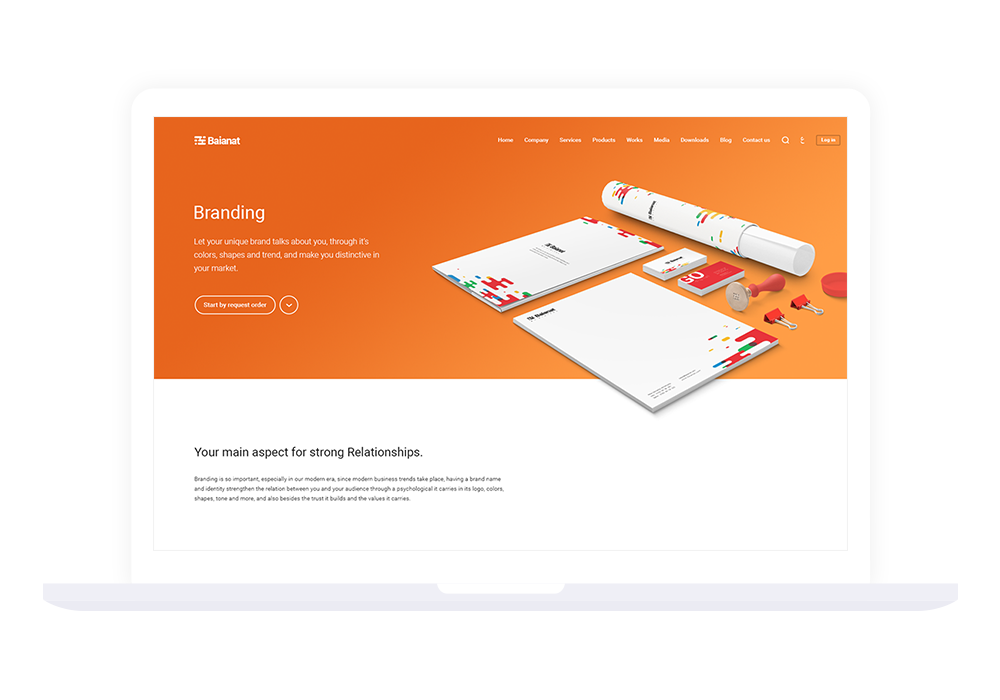 Baianat
Home Company Services Products Works Media Downloads Blog Contact us ع Log in
Branding
Let your unique brand talks about you, through it's
colors, shapes and trend, and make you distinctive in
your market.
Start by request order
Baianat
Baianat
Baianat
Baianat
Your main aspect for strong Relationships.
Branding is so important, especially in our modern era, since modern business trends take place, having a brand name
and identity strengthen the relation between you and your audience through a psychological it carries in its logo, colors,
shapes, tone and more, and also besides the trust it builds and the values it carries.